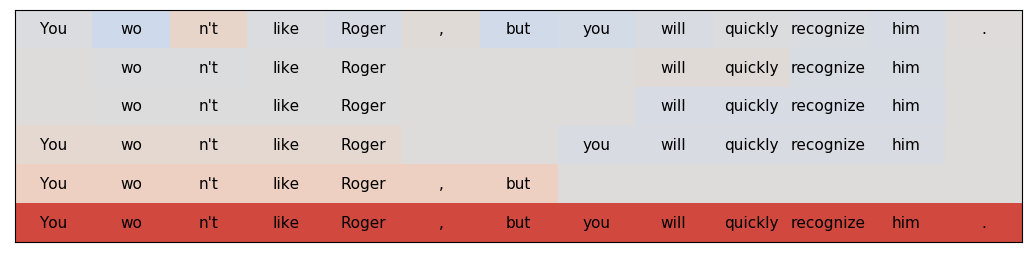 You wo n't like Roger , but you will quickly recognize him .
wo n't like Roger will quickly recognize him
wo n't like Roger will quickly recognize him
You wo n't like Roger you will quickly recognize him
You wo n't like Roger , but
You wo n't like Roger , but you will quickly recognize him .